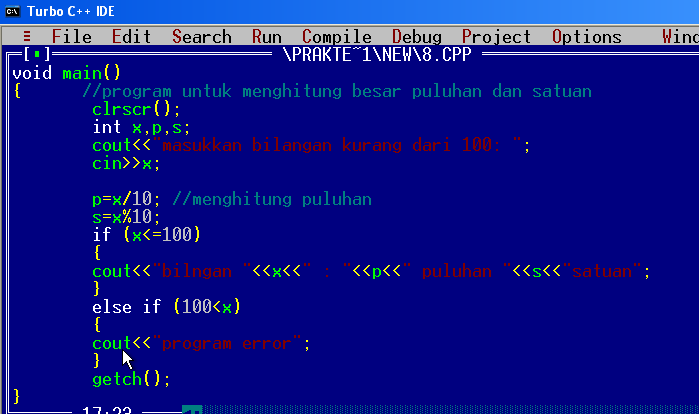 Turbo C++ IDE
≡ File Edit Search Run Compile Debug Project Options Wind
[■] \PRAKTE~1\NEW\8.CPP
void main()
{ //program untuk menghitung besar puluhan dan satuan
clrscr();
int x,p,s;
cout<<"masukkan bilangan kurang dari 100: ";
cin>>x;
p=x/10; //menghitung puluhan
s=x%10;
if (x<=100)
{
cout<<"bilngan "<<x<<" : "<<p<<" puluhan "<<s<<"satuan";
}
else if (100<x)
{
cout<<"program error";
}
getch();
}
17:23